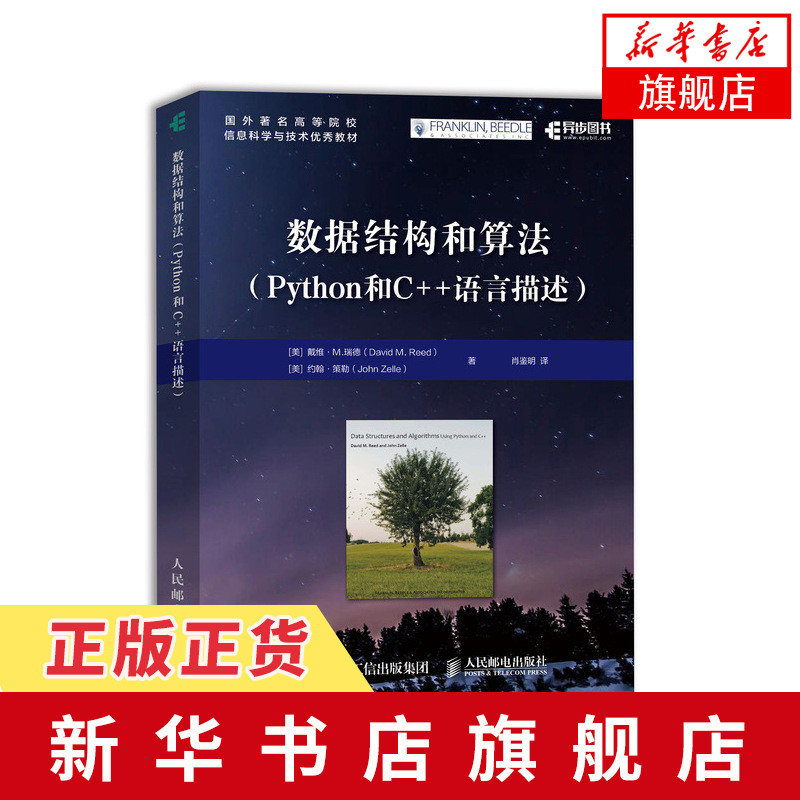 新华书店
旗舰店
国外著名高等院校
信息科学与技术优秀教材
FRANKLIN, BEEDLE
& ASSOCIATES INC
异步图书
www.epubit.com
数据结构和算法
（Python和C++语言描述）
[美] 戴维·M.瑞德（David M. Reed）
[美] 约翰·策勒（John Zelle）
著
肖鉴明 译
Data Structures and Algorithms Using Python and C++
David M. Reed and John Zelle
FRANKLIN, BEEDLE & ASSOCIATES INCORPORATED
信出版集团
人民邮电出版社
POSTS & TELECOM PRESS
数据结构和算法（Python和C++语言描述）
人民邮
正版正货
新华书店旗舰店